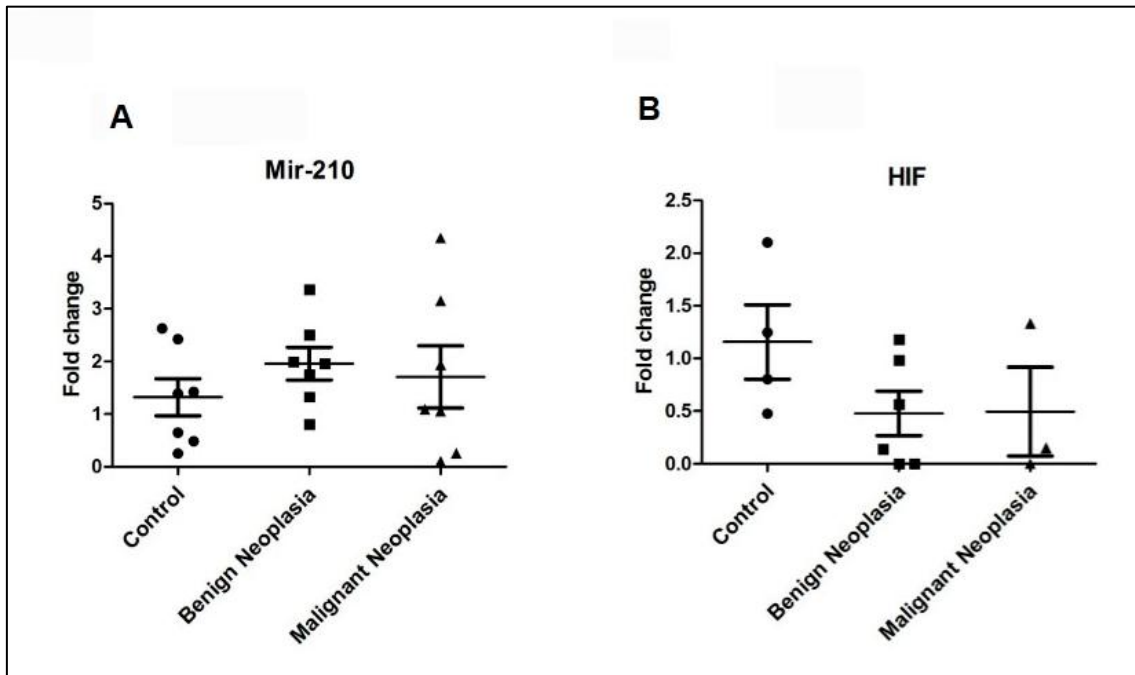 A
Mir-210
Fold change
5
4
3
2
1
0
Control
Benign Neoplasia
Malignant Neoplasia
B
HIF
Fold change
2.5
2.0
1.5
1.0
0.5
0.0
Control
Benign Neoplasia
Malignant Neoplasia